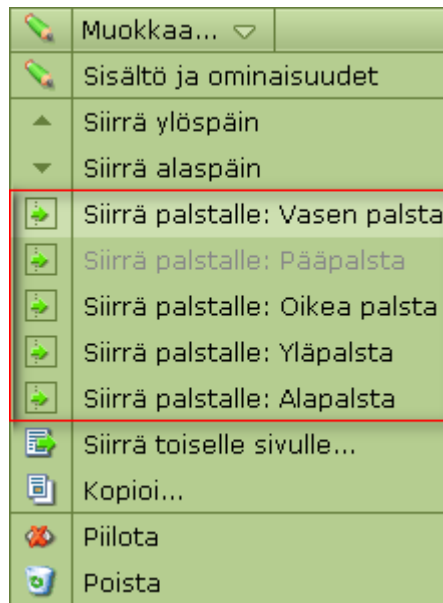 Muokkaa...
Sisältö ja ominaisuudet
Siirrä ylöspäin
Siirrä alaspäin
Siirrä palstalle: Vasen palsta
Siirrä palstalle: Pääpalsta
Siirrä palstalle: Oikea palsta
Siirrä palstalle: Yläpalsta
Siirrä palstalle: Alapalsta
Siirrä toiselle sivulle...
Kopioi...
Piilota
Poista